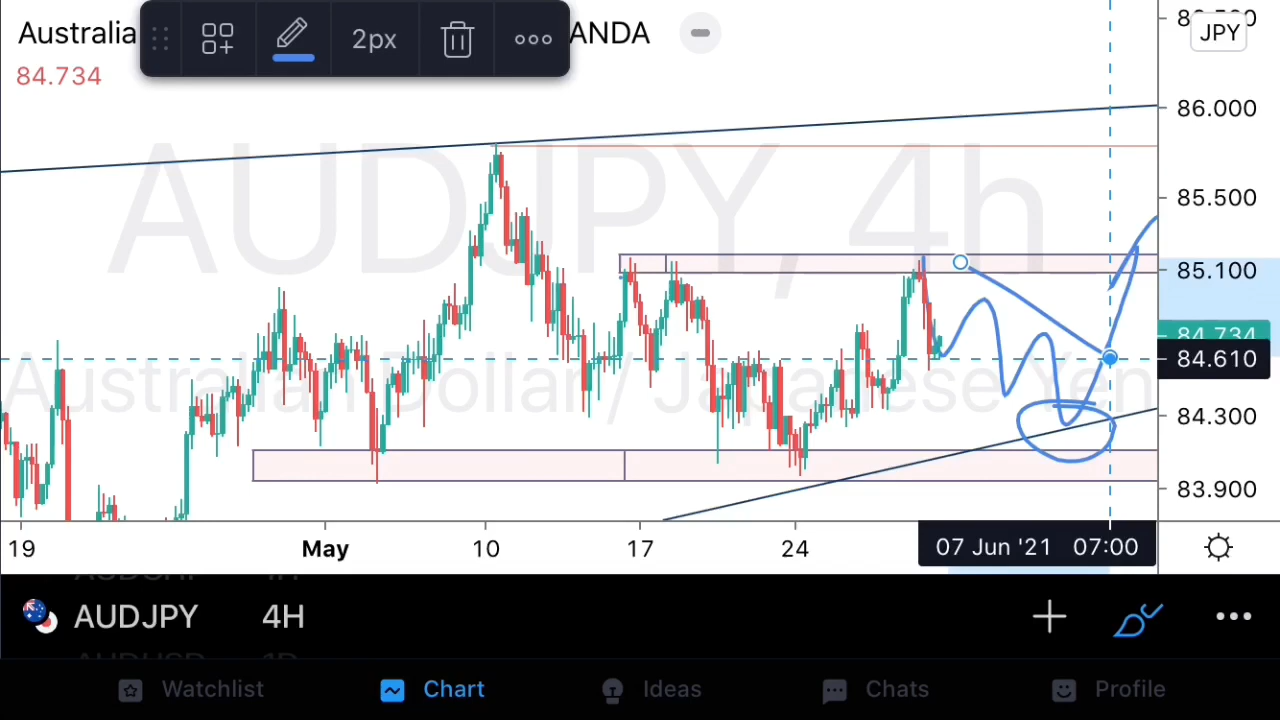 Australia
2px
ANDA
84.734
JPY
86.000
85.500
85.100
84.734
84.610
84.300
83.900
AUDJPY, 4h
Australian Dollar / Japanese Yen
19
May
10
17
24
07 Jun '21 07:00
AUDJPY 4H
Watchlist
Chart
Ideas
Chats
Profile